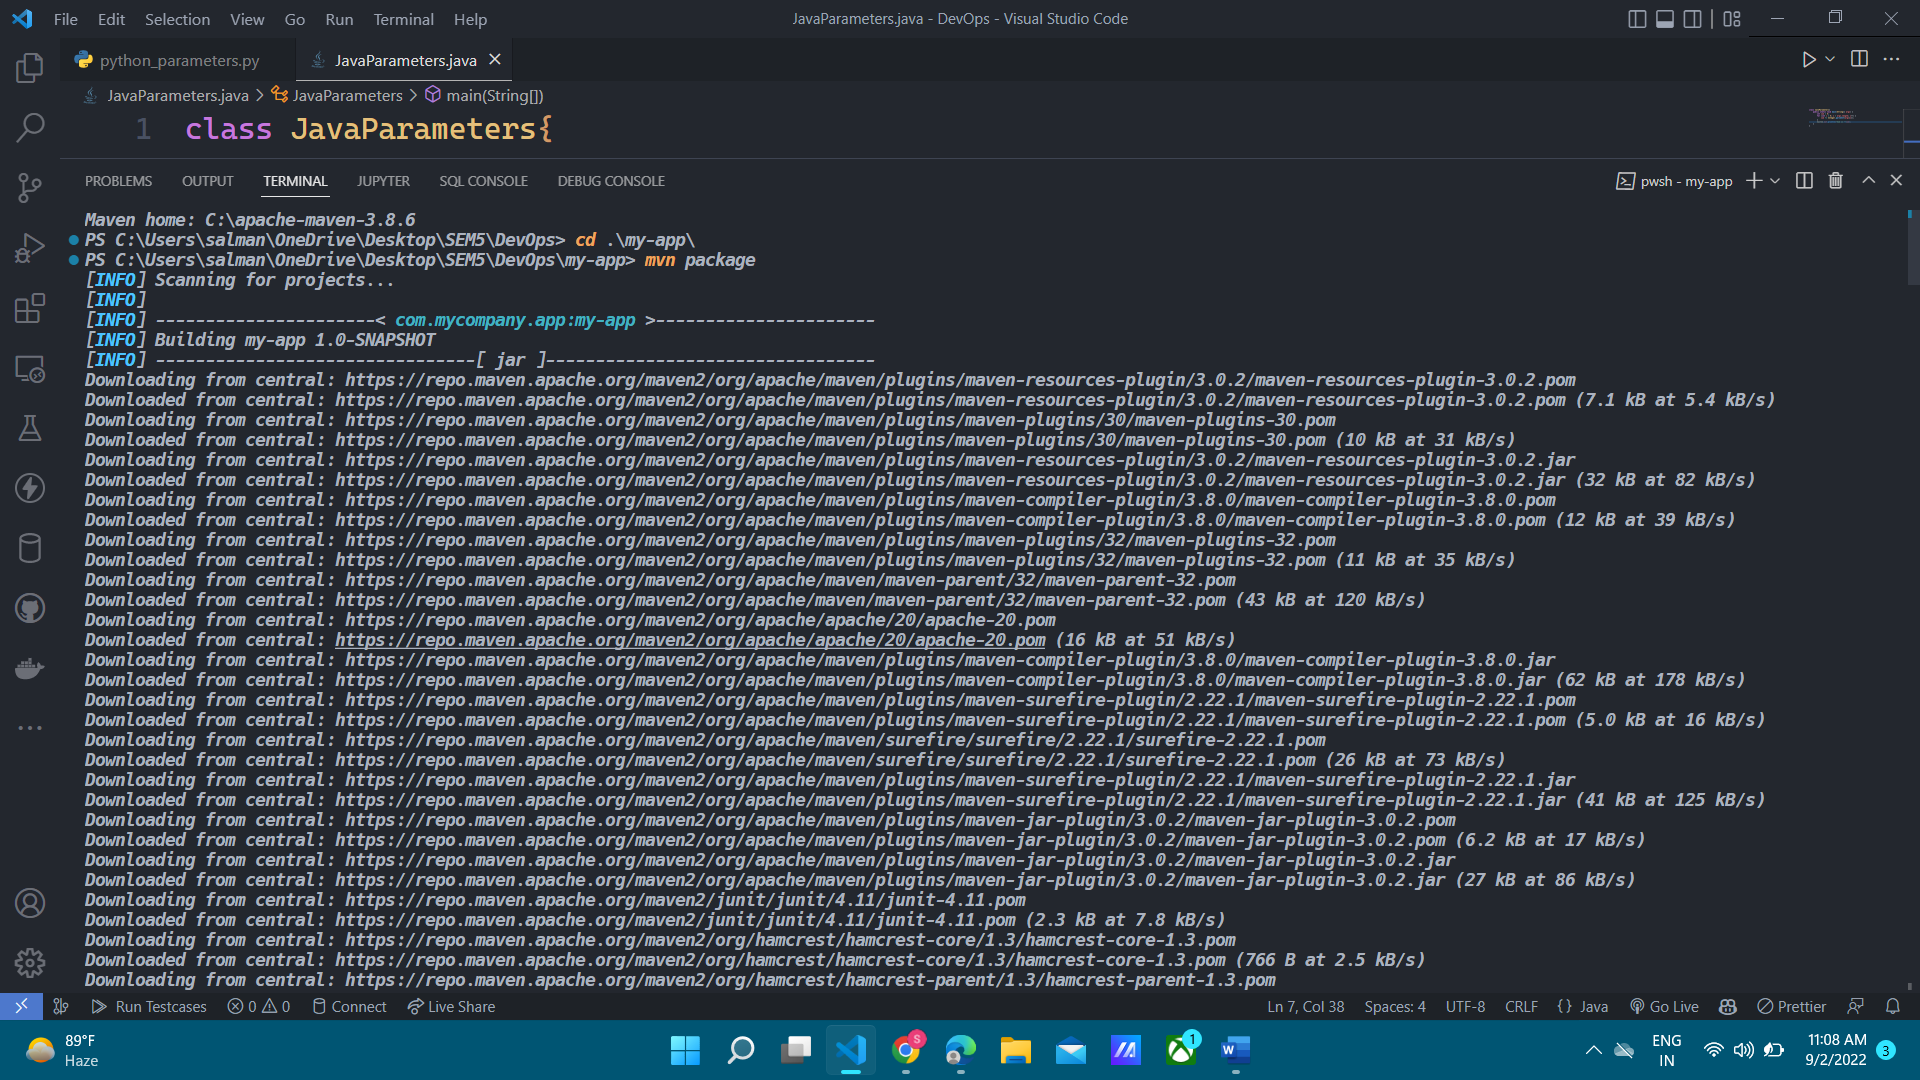 File Edit Selection View Go Run Terminal Help
JavaParameters.java - DevOps - Visual Studio Code
python_parameters.py JavaParameters.java
JavaParameters.java > JavaParameters > main(String[])
1 class JavaParameters{
PROBLEMS OUTPUT TERMINAL JUPYTER SQL CONSOLE DEBUG CONSOLE
pwsh - my-app
Maven home: C:\apache-maven-3.8.6
PS C:\Users\salman\OneDrive\Desktop\SEM5\DevOps> cd .\my-app\
PS C:\Users\salman\OneDrive\Desktop\SEM5\DevOps\my-app> mvn package
[INFO] Scanning for projects...
[INFO]
[INFO] ----------------------< com.mycompany.app:my-app >----------------------
[INFO] Building my-app 1.0-SNAPSHOT
[INFO] --------------------------------[ jar ]---------------------------------
Downloading from central: https://repo.maven.apache.org/maven2/org/apache/maven/plugins/maven-resources-plugin/3.0.2/maven-resources-plugin-3.0.2.pom
Downloaded from central: https://repo.maven.apache.org/maven2/org/apache/maven/plugins/maven-resources-plugin/3.0.2/maven-resources-plugin-3.0.2.pom (7.1 kB at 5.4 kB/s)
Downloading from central: https://repo.maven.apache.org/maven2/org/apache/maven/plugins/maven-plugins/30/maven-plugins-30.pom
Downloaded from central: https://repo.maven.apache.org/maven2/org/apache/maven/plugins/maven-plugins/30/maven-plugins-30.pom (10 kB at 31 kB/s)
Downloading from central: https://repo.maven.apache.org/maven2/org/apache/maven/plugins/maven-resources-plugin/3.0.2/maven-resources-plugin-3.0.2.jar
Downloaded from central: https://repo.maven.apache.org/maven2/org/apache/maven/plugins/maven-resources-plugin/3.0.2/maven-resources-plugin-3.0.2.jar (32 kB at 82 kB/s)
Downloading from central: https://repo.maven.apache.org/maven2/org/apache/maven/plugins/maven-compiler-plugin/3.8.0/maven-compiler-plugin-3.8.0.pom
Downloaded from central: https://repo.maven.apache.org/maven2/org/apache/maven/plugins/maven-compiler-plugin/3.8.0/maven-compiler-plugin-3.8.0.pom (12 kB at 39 kB/s)
Downloading from central: https://repo.maven.apache.org/maven2/org/apache/maven/plugins/maven-plugins/32/maven-plugins-32.pom
Downloaded from central: https://repo.maven.apache.org/maven2/org/apache/maven/plugins/maven-plugins/32/maven-plugins-32.pom (11 kB at 35 kB/s)
Downloading from central: https://repo.maven.apache.org/maven2/org/apache/maven/maven-parent/32/maven-parent-32.pom
Downloaded from central: https://repo.maven.apache.org/maven2/org/apache/maven/maven-parent/32/maven-parent-32.pom (43 kB at 120 kB/s)
Downloading from central: https://repo.maven.apache.org/maven2/org/apache/apache/20/apache-20.pom
Downloaded from central: https://repo.maven.apache.org/maven2/org/apache/apache/20/apache-20.pom (16 kB at 51 kB/s)
Downloading from central: https://repo.maven.apache.org/maven2/org/apache/maven/plugins/maven-compiler-plugin/3.8.0/maven-compiler-plugin-3.8.0.jar
Downloaded from central: https://repo.maven.apache.org/maven2/org/apache/maven/plugins/maven-compiler-plugin/3.8.0/maven-compiler-plugin-3.8.0.jar (62 kB at 178 kB/s)
Downloading from central: https://repo.maven.apache.org/maven2/org/apache/maven/plugins/maven-surefire-plugin/2.22.1/maven-surefire-plugin-2.22.1.pom
Downloaded from central: https://repo.maven.apache.org/maven2/org/apache/maven/plugins/maven-surefire-plugin/2.22.1/maven-surefire-plugin-2.22.1.pom (5.0 kB at 16 kB/s)
Downloading from central: https://repo.maven.apache.org/maven2/org/apache/maven/surefire/surefire/2.22.1/surefire-2.22.1.pom
Downloaded from central: https://repo.maven.apache.org/maven2/org/apache/maven/surefire/surefire/2.22.1/surefire-2.22.1.pom (26 kB at 73 kB/s)
Downloading from central: https://repo.maven.apache.org/maven2/org/apache/maven/plugins/maven-surefire-plugin/2.22.1/maven-surefire-plugin-2.22.1.jar
Downloaded from central: https://repo.maven.apache.org/maven2/org/apache/maven/plugins/maven-surefire-plugin/2.22.1/maven-surefire-plugin-2.22.1.jar (41 kB at 125 kB/s)
Downloading from central: https://repo.maven.apache.org/maven2/org/apache/maven/plugins/maven-jar-plugin/3.0.2/maven-jar-plugin-3.0.2.pom
Downloaded from central: https://repo.maven.apache.org/maven2/org/apache/maven/plugins/maven-jar-plugin/3.0.2/maven-jar-plugin-3.0.2.pom (6.2 kB at 17 kB/s)
Downloading from central: https://repo.maven.apache.org/maven2/org/apache/maven/plugins/maven-jar-plugin/3.0.2/maven-jar-plugin-3.0.2.jar
Downloaded from central: https://repo.maven.apache.org/maven2/org/apache/maven/plugins/maven-jar-plugin/3.0.2/maven-jar-plugin-3.0.2.jar (27 kB at 86 kB/s)
Downloading from central: https://repo.maven.apache.org/maven2/junit/junit/4.11/junit-4.11.pom
Downloaded from central: https://repo.maven.apache.org/maven2/junit/junit/4.11/junit-4.11.pom (2.3 kB at 7.8 kB/s)
Downloading from central: https://repo.maven.apache.org/maven2/org/hamcrest/hamcrest-core/1.3/hamcrest-core-1.3.pom
Downloaded from central: https://repo.maven.apache.org/maven2/org/hamcrest/hamcrest-core/1.3/hamcrest-core-1.3.pom (766 B at 2.5 kB/s)
Downloading from central: https://repo.maven.apache.org/maven2/org/hamcrest/hamcrest-parent/1.3/hamcrest-parent-1.3.pom
Run Testcases 0 0 Connect Live Share Ln 7, Col 38 Spaces: 4 UTF-8 CRLF {} Java Go Live Prettier
89°F
Haze
S
1
W
ENG
IN
11:08 AM
9/2/2022
3